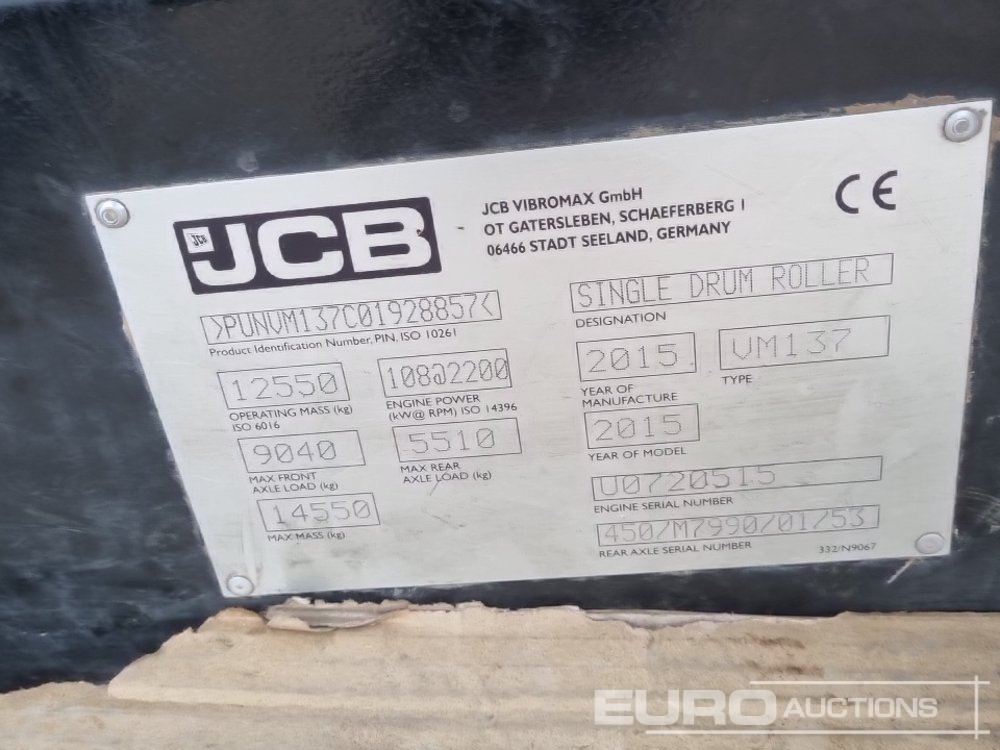 JCB
JCB VIBROMAX GmbH
OT GATERSLEBEN, SCHAEFERBERG 1
06466 STADT SEELAND, GERMANY
CE
>PUNVM137C01928857<
Product Identification Number, PIN, ISO 10261
SINGLE DRUM ROLLER
DESIGNATION
12550
OPERATING MASS (kg)
ISO 6016
108@2200
ENGINE POWER
(kW@ RPM) ISO 14396
2015
YEAR OF
MANUFACTURE
VM137
TYPE
9040
MAX FRONT
AXLE LOAD (kg)
5510
MAX REAR
AXLE LOAD (kg)
2015
YEAR OF MODEL
14550
MAX MASS (kg)
U0720515
ENGINE SERIAL NUMBER
450/M7990/01/53
REAR AXLE SERIAL NUMBER
332/N9067
EURO AUCTIONS